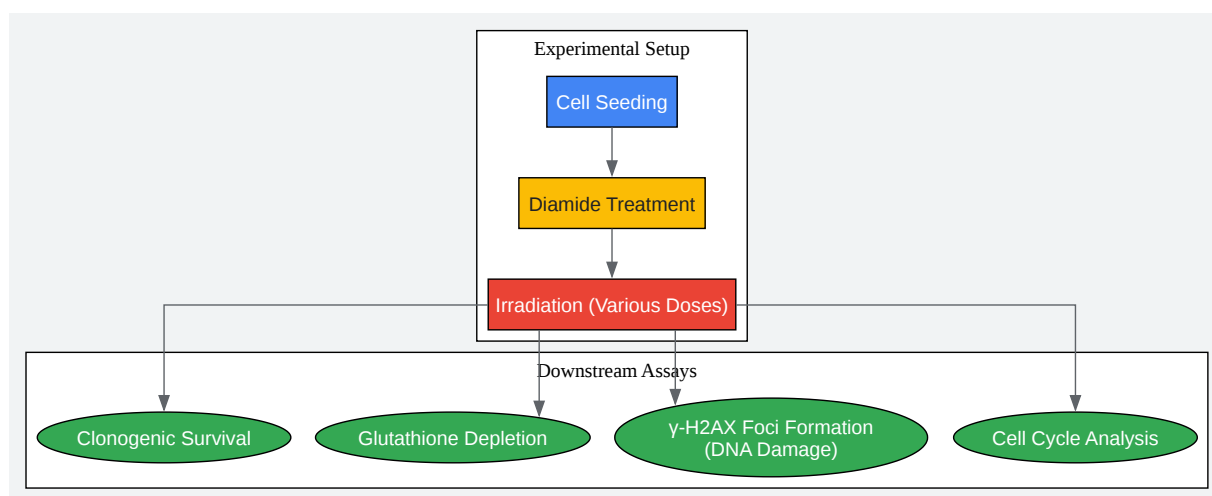 Experimental Setup
Cell Seeding
Diamide Treatment
Irradiation (Various Doses)
Downstream Assays
Clonogenic Survival
Glutathione Depletion
γ-H2AX Foci Formation
(DNA Damage)
Cell Cycle Analysis